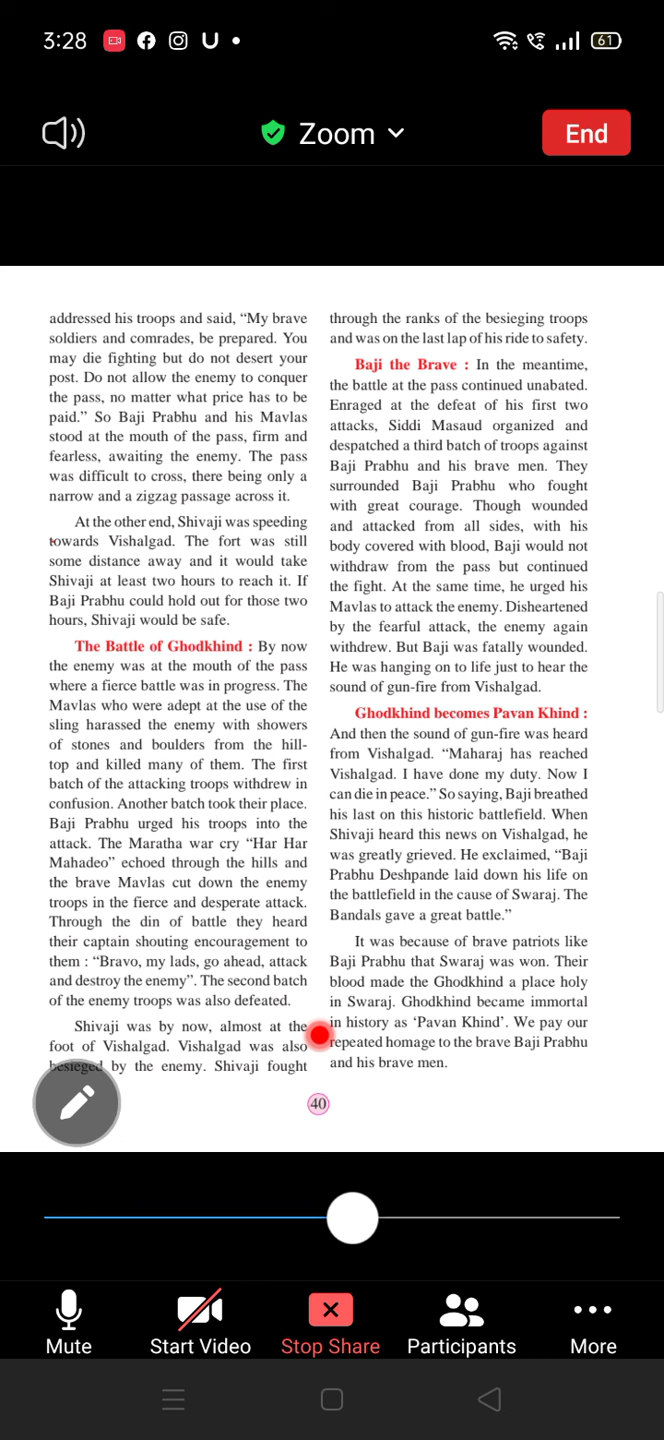 3:28
61
Zoom
End
addressed his troops and said, “My brave
soldiers and comrades, be prepared. You
may die fighting but do not desert your
post. Do not allow the enemy to conquer
the pass, no matter what price has to be
paid.” So Baji Prabhu and his Mavlas
stood at the mouth of the pass, firm and
fearless, awaiting the enemy. The pass
was difficult to cross, there being only a
narrow and a zigzag passage across it.
At the other end, Shivaji was speeding
towards Vishalgad. The fort was still
some distance away and it would take
Shivaji at least two hours to reach it. If
Baji Prabhu could hold out for those two
hours, Shivaji would be safe.
The Battle of Ghodkhind : By now
the enemy was at the mouth of the pass
where a fierce battle was in progress. The
Mavlas who were adept at the use of the
sling harassed the enemy with showers
of stones and boulders from the hill-
top and killed many of them. The first
batch of the attacking troops withdrew in
confusion. Another batch took their place.
Baji Prabhu urged his troops into the
attack. The Maratha war cry “Har Har
Mahadeo” echoed through the hills and
the brave Mavlas cut down the enemy
troops in the fierce and desperate attack.
Through the din of battle they heard
their captain shouting encouragement to
them : “Bravo, my lads, go ahead, attack
and destroy the enemy”. The second batch
of the enemy troops was also defeated.
Shivaji was by now, almost at the
foot of Vishalgad. Vishalgad was also
besieged by the enemy. Shivaji fought
through the ranks of the besieging troops
and was on the last lap of his ride to safety.
Baji the Brave : In the meantime,
the battle at the pass continued unabated.
Enraged at the defeat of his first two
attacks, Siddi Masaud organized and
despatched a third batch of troops against
Baji Prabhu and his brave men. They
surrounded Baji Prabhu who fought
with great courage. Though wounded
and attacked from all sides, with his
body covered with blood, Baji would not
withdraw from the pass but continued
the fight. At the same time, he urged his
Mavlas to attack the enemy. Disheartened
by the fearful attack, the enemy again
withdrew. But Baji was fatally wounded.
He was hanging on to life just to hear the
sound of gun-fire from Vishalgad.
Ghodkhind becomes Pavan Khind :
And then the sound of gun-fire was heard
from Vishalgad. “Maharaj has reached
Vishalgad. I have done my duty. Now I
can die in peace.” So saying, Baji breathed
his last on this historic battlefield. When
Shivaji heard this news on Vishalgad, he
was greatly grieved. He exclaimed, “Baji
Prabhu Deshpande laid down his life on
the battlefield in the cause of Swaraj. The
Bandals gave a great battle.”
It was because of brave patriots like
Baji Prabhu that Swaraj was won. Their
blood made the Ghodkhind a place holy
in Swaraj. Ghodkhind became immortal
in history as ‘Pavan Khind’. We pay our
repeated homage to the brave Baji Prabhu
and his brave men.
40
Mute
Start Video
Stop Share
Participants
More